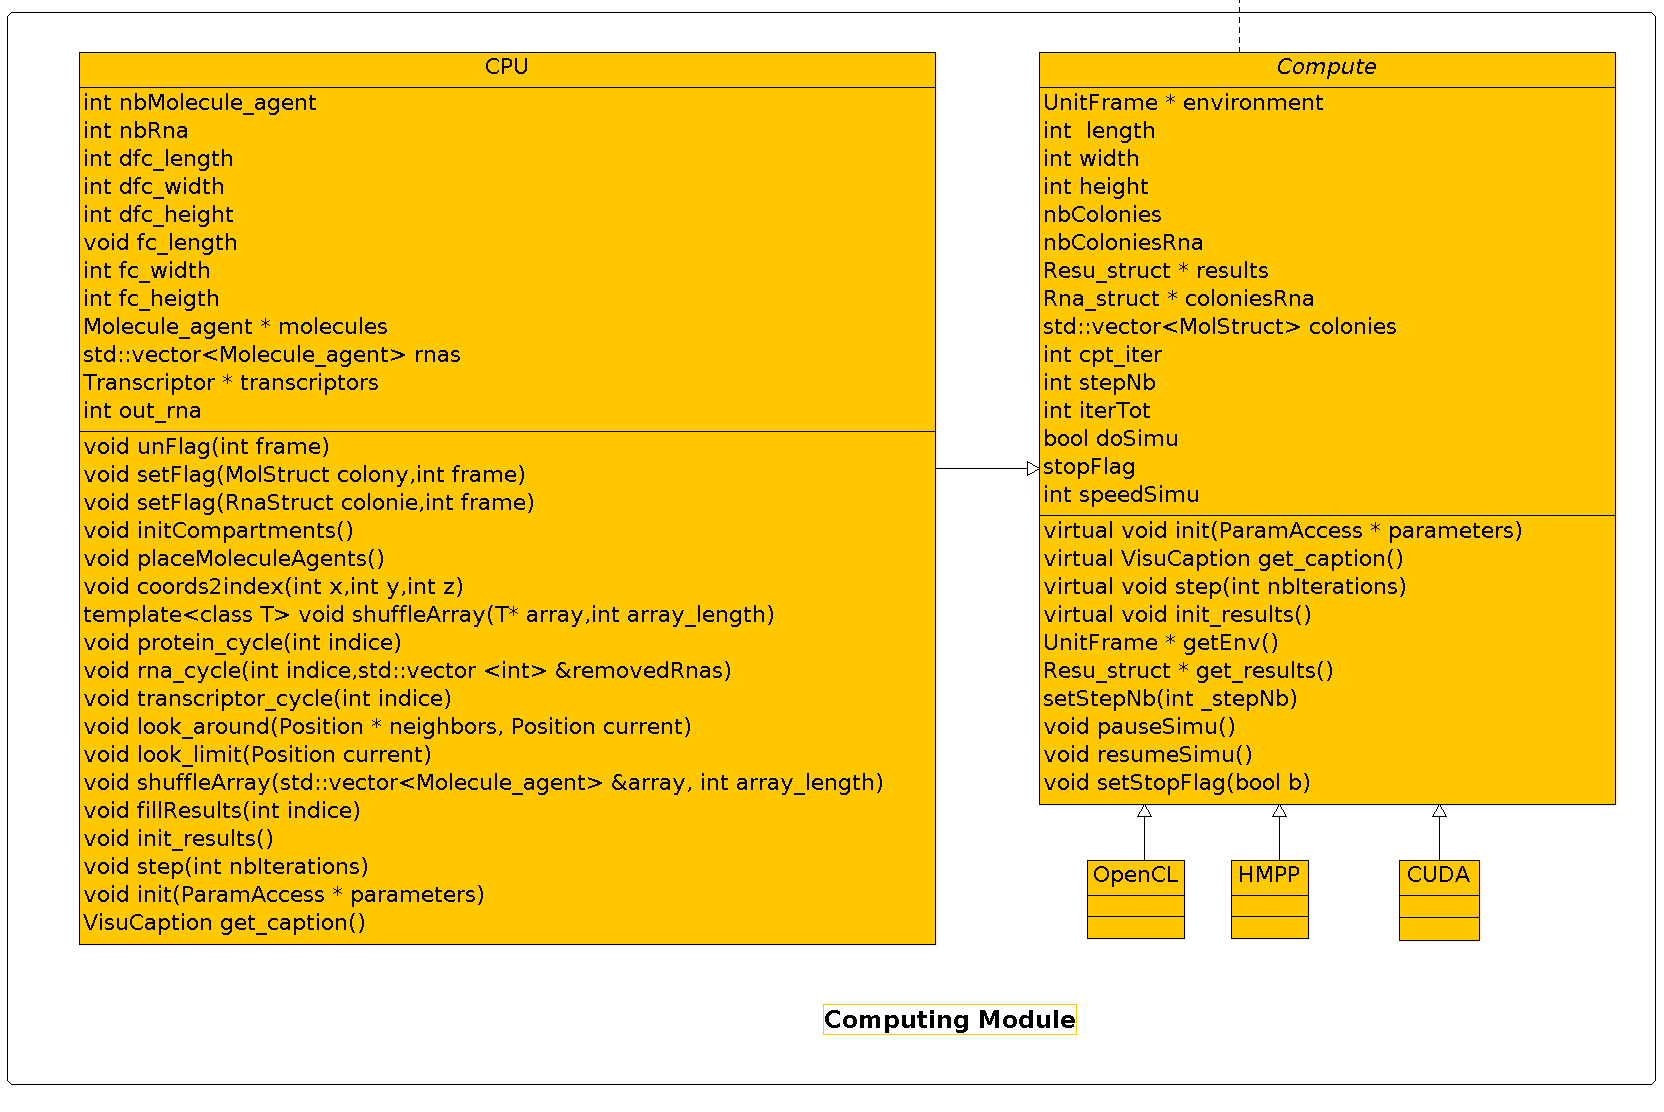 CPU
int nbMolecule_agent
int nbRna
int dfc_length
int dfc_width
int dfc_height
void fc_length
int fc_width
int fc_heigth
Molecule_agent * molecules
std::vector<Molecule_agent> rnas
Transcriptor * transcriptors
int out_rna
void unFlag(int frame)
void setFlag(MolStruct colony,int frame)
void setFlag(RnaStruct colonie,int frame)
void initCompartments()
void placeMoleculeAgents()
void coords2index(int x,int y,int z)
template<class T> void shuffleArray(T* array,int array_length)
void protein_cycle(int indice)
void rna_cycle(int indice,std::vector <int> &removedRnas)
void transcriptor_cycle(int indice)
void look_around(Position * neighbors, Position current)
void look_limit(Position current)
void shuffleArray(std::vector<Molecule_agent> &array, int array_length)
void fillResults(int indice)
void init_results()
void step(int nbIterations)
void init(ParamAccess * parameters)
VisuCaption get_caption()
Compute
UnitFrame * environment
int  length
int width
int height
nbColonies
nbColoniesRna
Resu_struct * results
Rna_struct * coloniesRna
std::vector<MolStruct> colonies
int cpt_iter
int stepNb
int iterTot
bool doSimu
stopFlag
int speedSimu
virtual void init(ParamAccess * parameters)
virtual VisuCaption get_caption()
virtual void step(int nbIterations)
virtual void init_results()
UnitFrame * getEnv()
Resu_struct * get_results()
setStepNb(int _stepNb)
void pauseSimu()
void resumeSimu()
void setStopFlag(bool b)
OpenCL
HMPP
CUDA
Computing Module